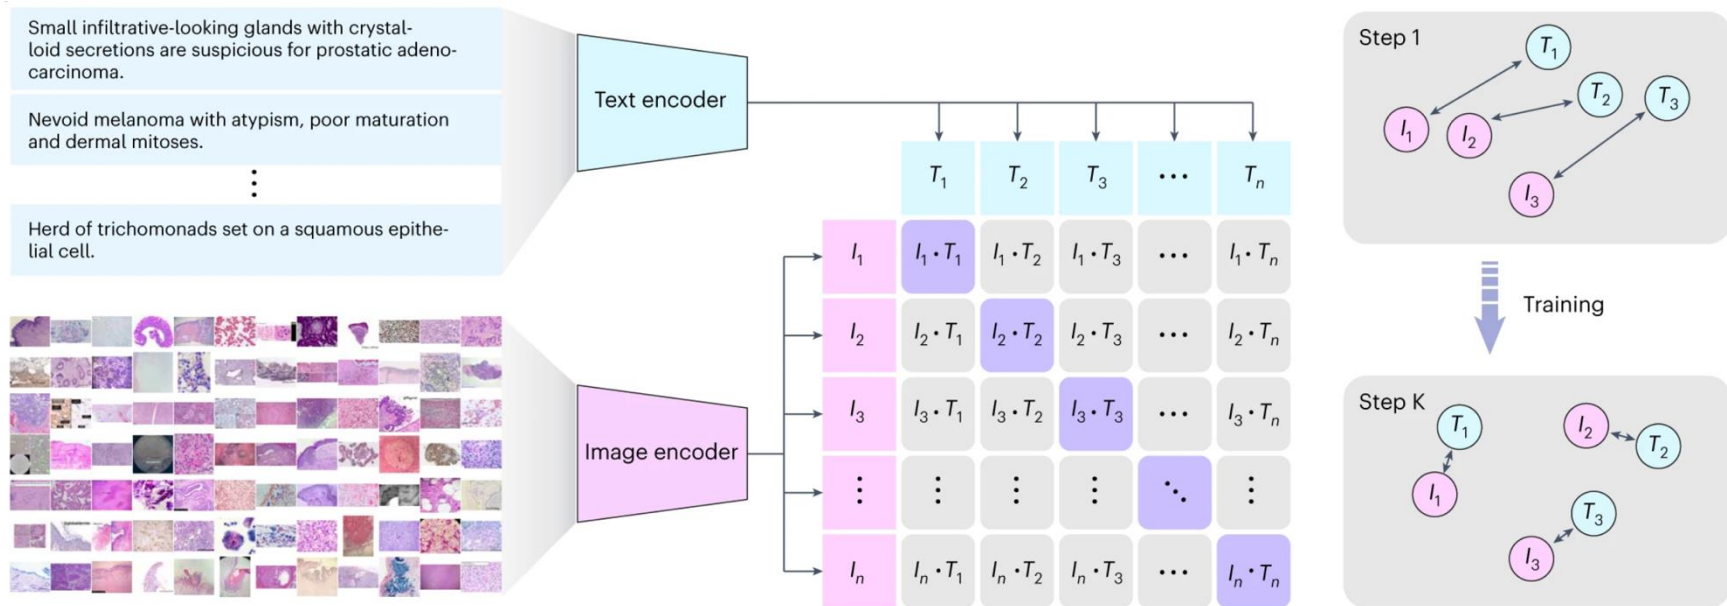 Small infiltrative-looking glands with crystal-
loid secretions are suspicious for prostatic adeno-
carcinoma.
Nevoid melanoma with atypism, poor maturation
and dermal mitoses.
⋮
Herd of trichomonads set on a squamous epithe-
lial cell.
Text encoder
Image encoder
T₁ T₂ T₃ ⋯ Tₙ
I₁ I₁·T₁ I₁·T₂ I₁·T₃ ⋯ I₁·Tₙ
I₂ I₂·T₁ I₂·T₂ I₂·T₃ ⋯ I₂·Tₙ
I₃ I₃·T₁ I₃·T₂ I₃·T₃ ⋯ I₃·Tₙ
⋮ ⋮ ⋮ ⋮ ⋱ ⋮
Iₙ Iₙ·T₁ Iₙ·T₂ Iₙ·T₃ ⋯ Iₙ·Tₙ
Step 1
T₁
T₂
T₃
I₁
I₂
I₃
Training
Step K
T₁
I₂
T₂
I₁
T₃
I₃